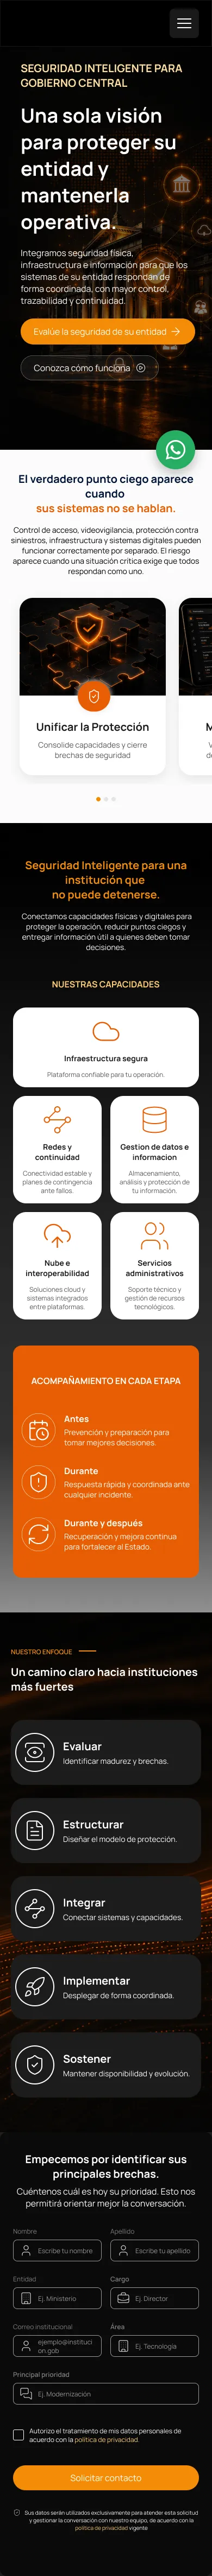 SEGURIDAD INTELIGENTE PARA
GOBIERNO CENTRAL
Una sola visión
para proteger su
entidad y
mantenerla
operativa.
Integramos seguridad física,
infraestructura e información para que los
sistemas de su entidad respondan de
forma coordinada, con mayor control,
trazabilidad y continuidad.
Evalúe la seguridad de su entidad
Conozca cómo funciona
El verdadero punto ciego aparece
cuando
sus sistemas no se hablan.
Control de acceso, videovigilancia, protección contra
siniestros, infraestructura y sistemas digitales pueden
funcionar correctamente por separado. El riesgo
aparece cuando una situación crítica exige que todos
respondan como uno.
Unificar la Protección
Consolide capacidades y cierre
brechas de seguridad
Seguridad Inteligente para una
institución que
no puede detenerse.
Conectamos capacidades físicas y digitales para
proteger la operación, reducir puntos ciegos y
entregar información útil a quienes deben tomar
decisiones.
NUESTRAS CAPACIDADES
Infraestructura segura
Plataforma confiable para tu operación.
Redes y
continuidad
Conectividad estable y
planes de contingencia
ante fallos.
Gestion de datos e
informacion
Almacenamiento,
análisis y protección de
tu información.
Nube e
interoperabilidad
Soluciones cloud y
sistemas integrados
entre plataformas.
Servicios
administrativos
Soporte técnico y
gestión de recursos
tecnológicos.
ACOMPAÑAMIENTO EN CADA ETAPA
Antes
Prevención y preparación para
tomar mejores decisiones.
Durante
Respuesta rápida y coordinada ante
cualquier incidente.
Durante y después
Recuperación y mejora continua
para fortalecer al Estado.
NUESTRO ENFOQUE
Un camino claro hacia instituciones
más fuertes
Evaluar
Identificar madurez y brechas.
Estructurar
Diseñar el modelo de protección.
Integrar
Conectar sistemas y capacidades.
Implementar
Desplegar de forma coordinada.
Sostener
Mantener disponibilidad y evolución.
Empecemos por identificar sus
principales brechas.
Cuéntenos cuál es hoy su prioridad. Esto nos
permitirá orientar mejor la conversación.
Nombre
Escribe tu nombre
Apellido
Escribe tu apellido
Entidad
Ej. Ministerio
Cargo
Ej. Director
Correo institucional
ejemplo@instituci
on.gob
Área
Ej. Tecnología
Principal prioridad
Ej. Modernización
Autorizo el tratamiento de mis datos personales de
acuerdo con la política de privacidad.
Solicitar contacto
Sus datos serán utilizados exclusivamente para atender esta solicitud
y gestionar la conversación con nuestro equipo, de acuerdo con la
política de privacidad vigente